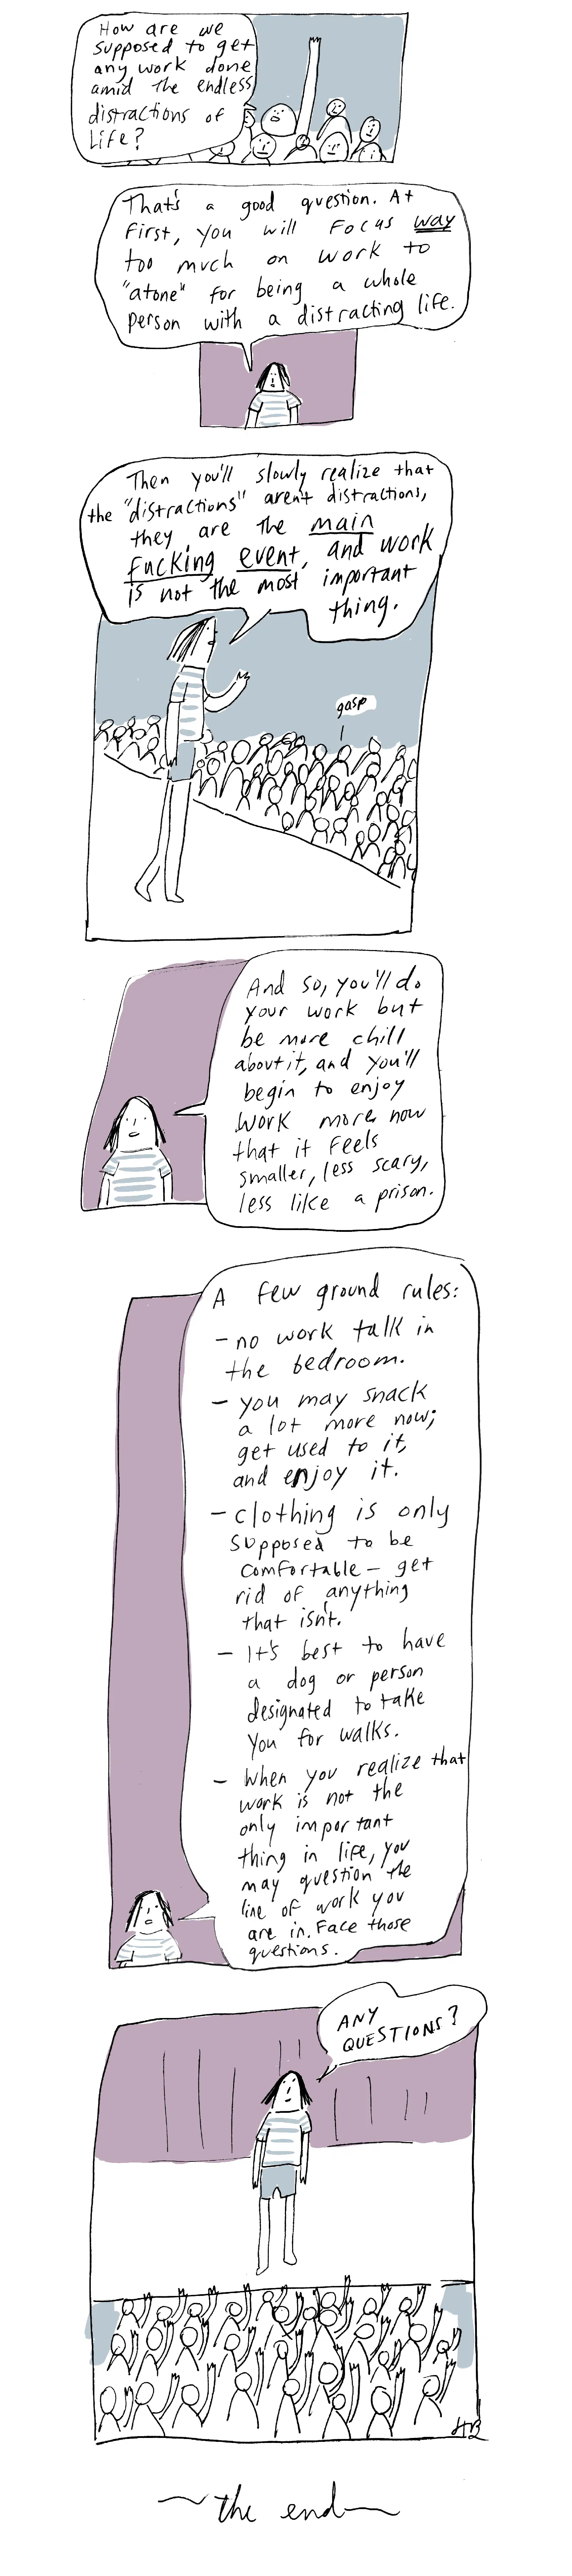 How are we
supposed to get
any work done
amid the endless
distractions of
life?
That's a good question. At
first, you will focus way
too much on work to
"atone" for being a whole
person with a distracting life.
Then you'll slowly realize that
the "distractions" aren't distractions,
they are the main
fucking event, and work
is not the most important
thing.
gasp
And so, you'll do
your work but
be more chill
about it, and you'll
begin to enjoy
work more now
that it feels
smaller, less scary,
less like a prison.
A few ground rules:
- no work talk in
the bedroom.
- you may snack
a lot more now;
get used to it,
and enjoy it.
- clothing is only
supposed to be
comfortable - get
rid of anything
that isn't.
- It's best to have
a dog or person
designated to take
you for walks.
- When you realize that
work is not the
only important
thing in life, you
may question the
line of work you
are in. Face those
questions.
ANY
QUESTIONS?
HB
~ the end ~